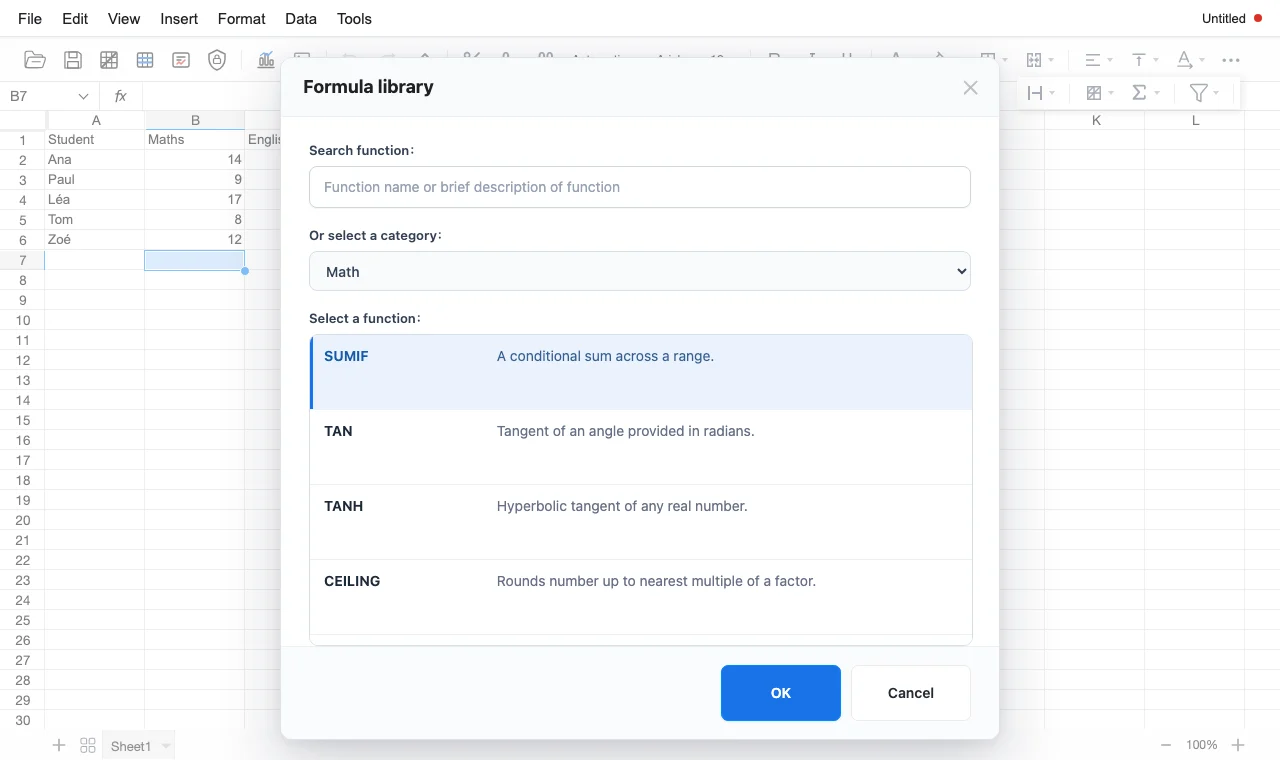 File Edit View Insert Format Data Tools Untitled
B7 fx
Formula library
A B K L
1 Student Maths
2 Ana 14
3 Paul 9
4 Léa 17
5 Tom 8
6 Zoé 12
7
8
9
10
11
12
13
14
15
16
17
18
19
20
21
22
23
24
25
26
27
28
29
30
Search function:
Function name or brief description of function
Or select a category:
Math
Select a function:
SUMIF A conditional sum across a range.
TAN Tangent of an angle provided in radians.
TANH Hyperbolic tangent of any real number.
CEILING Rounds number up to nearest multiple of a factor.
OK Cancel
Sheet1 100%